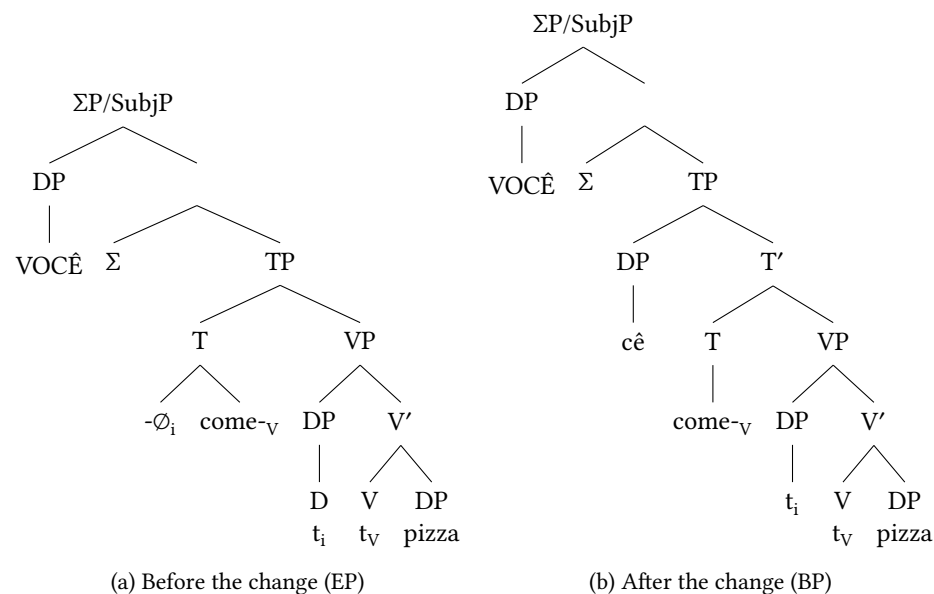 ΣP/SubjP
DP
VOCÊ Σ TP
T VP
-∅i come-V DP V′
D V DP
ti tV pizza
(a) Before the change (EP)
ΣP/SubjP
DP
VOCÊ Σ TP
DP T′
cê T VP
come-V DP V′
ti V DP
tV pizza
(b) After the change (BP)